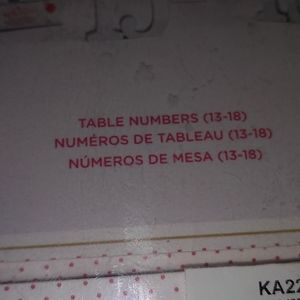 TABLE NUMBERS (13-18)
NUMÉROS DE TABLEAU (13-18)
NÚMEROS DE MESA (13-18)
KA22